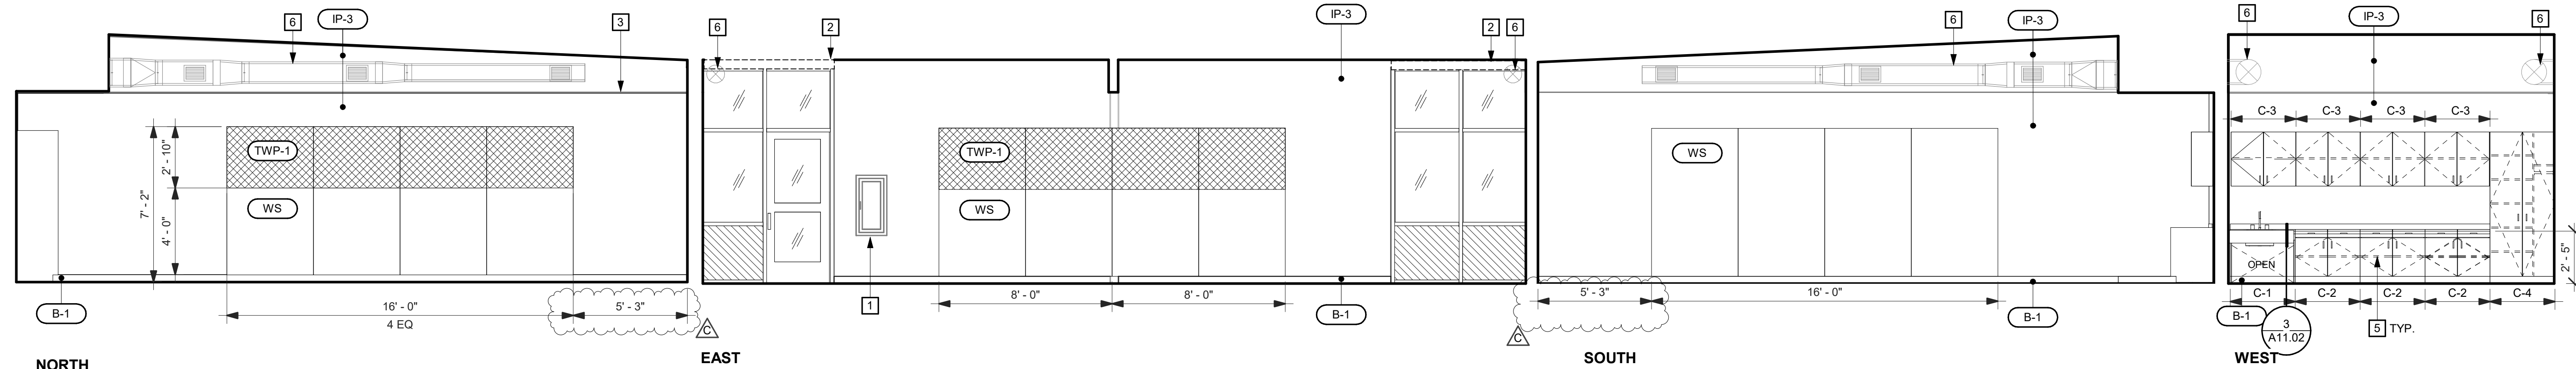 6
IP-3
3
TWP-1
WS
7' - 2"
2' - 10"
4' - 0"
B-1
16' - 0"
4 EQ
5' - 3"
C
NORTH
6
2
IP-3
2
6
TWP-1
WS
1
8' - 0"
8' - 0"
B-1
C
EAST
6
IP-3
WS
5' - 3"
16' - 0"
B-1
SOUTH
6
IP-3
6
C-3
C-3
C-3
C-3
OPEN
2' - 5"
C-1
C-2
C-2
C-2
C-4
B-1
3
A11.02
5 TYP.
WEST